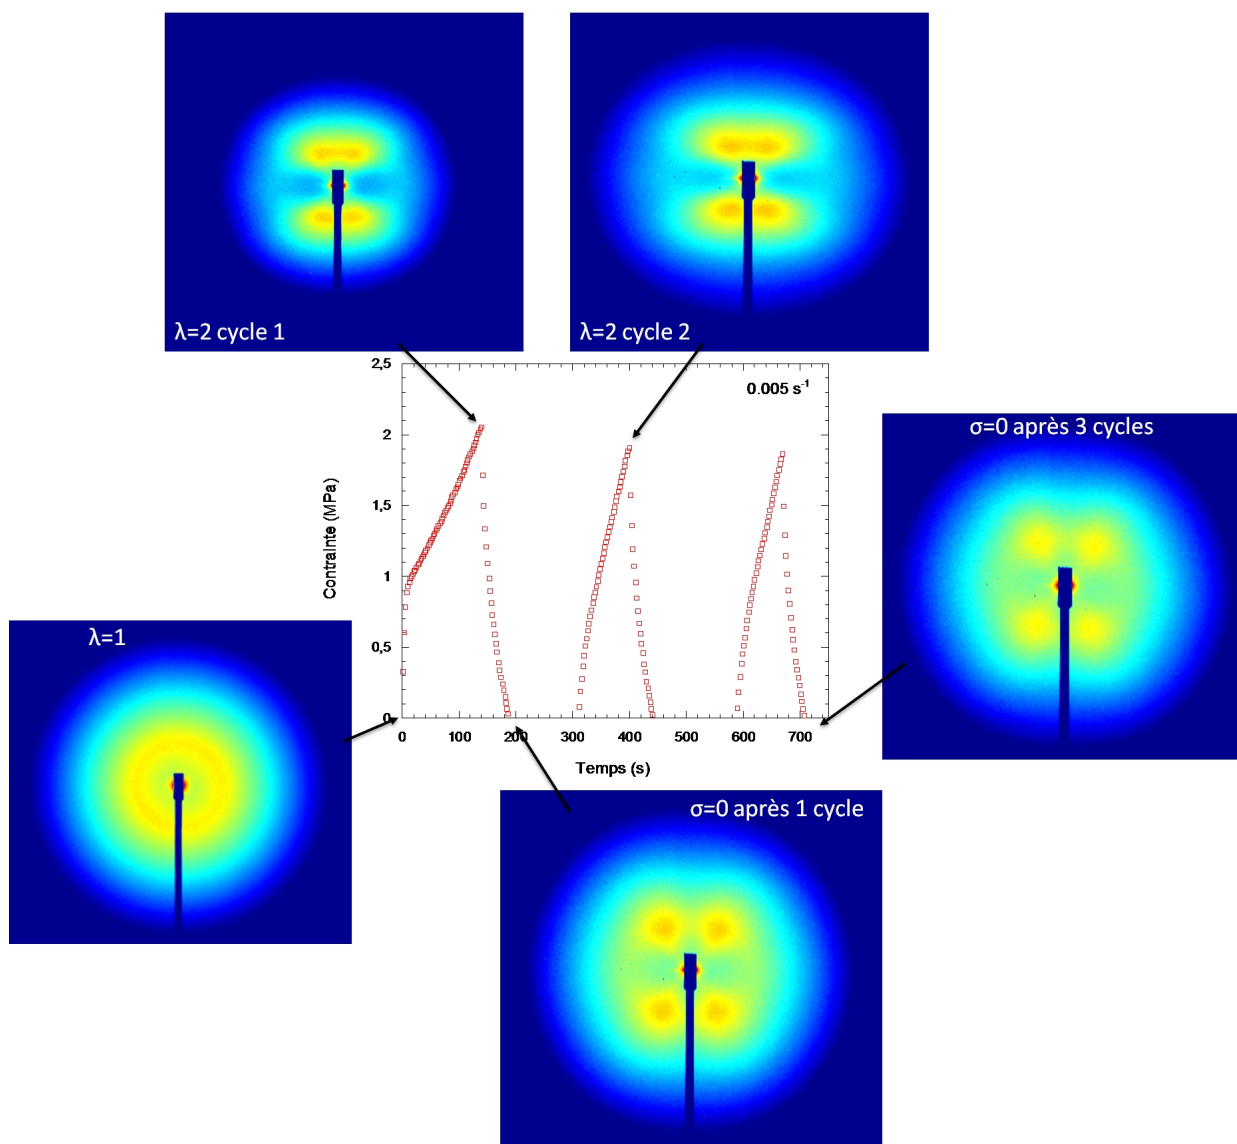 λ=2 cycle 1
λ=2 cycle 2
2,5
2
1,5
1
0,5
0
Contrainte (MPa)
0.005 s⁻¹
σ=0 après 3 cycles
λ=1
0 100 200 300 400 500 600 700
Temps (s)
σ=0 après 1 cycle